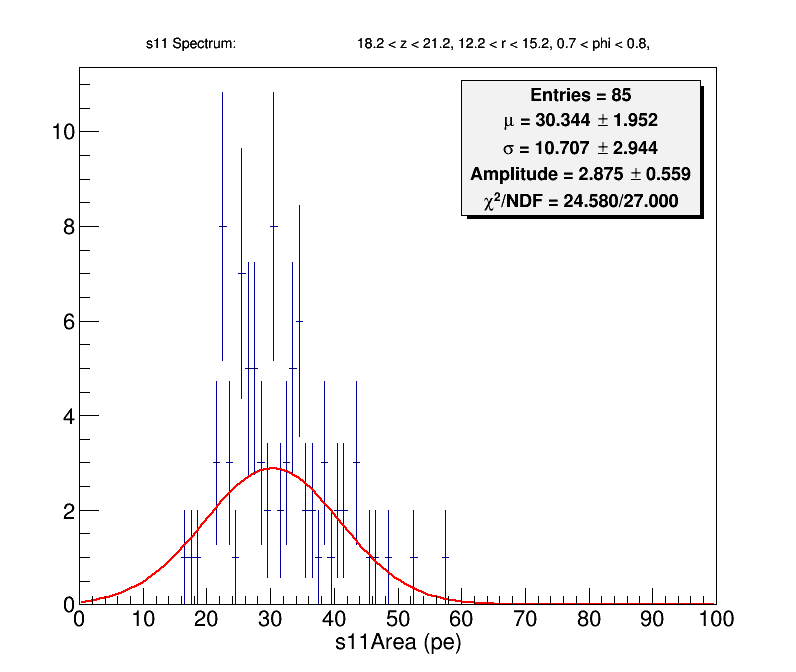 s11 Spectrum: 18.2 < z < 21.2, 12.2 < r < 15.2, 0.7 < phi < 0.8,
Entries = 85
μ = 30.344 ± 1.952
σ = 10.707 ± 2.944
Amplitude = 2.875 ± 0.559
χ²/NDF = 24.580/27.000
10
8
6
4
2
0
0 10 20 30 40 50 60 70 80 90 100
s11Area (pe)